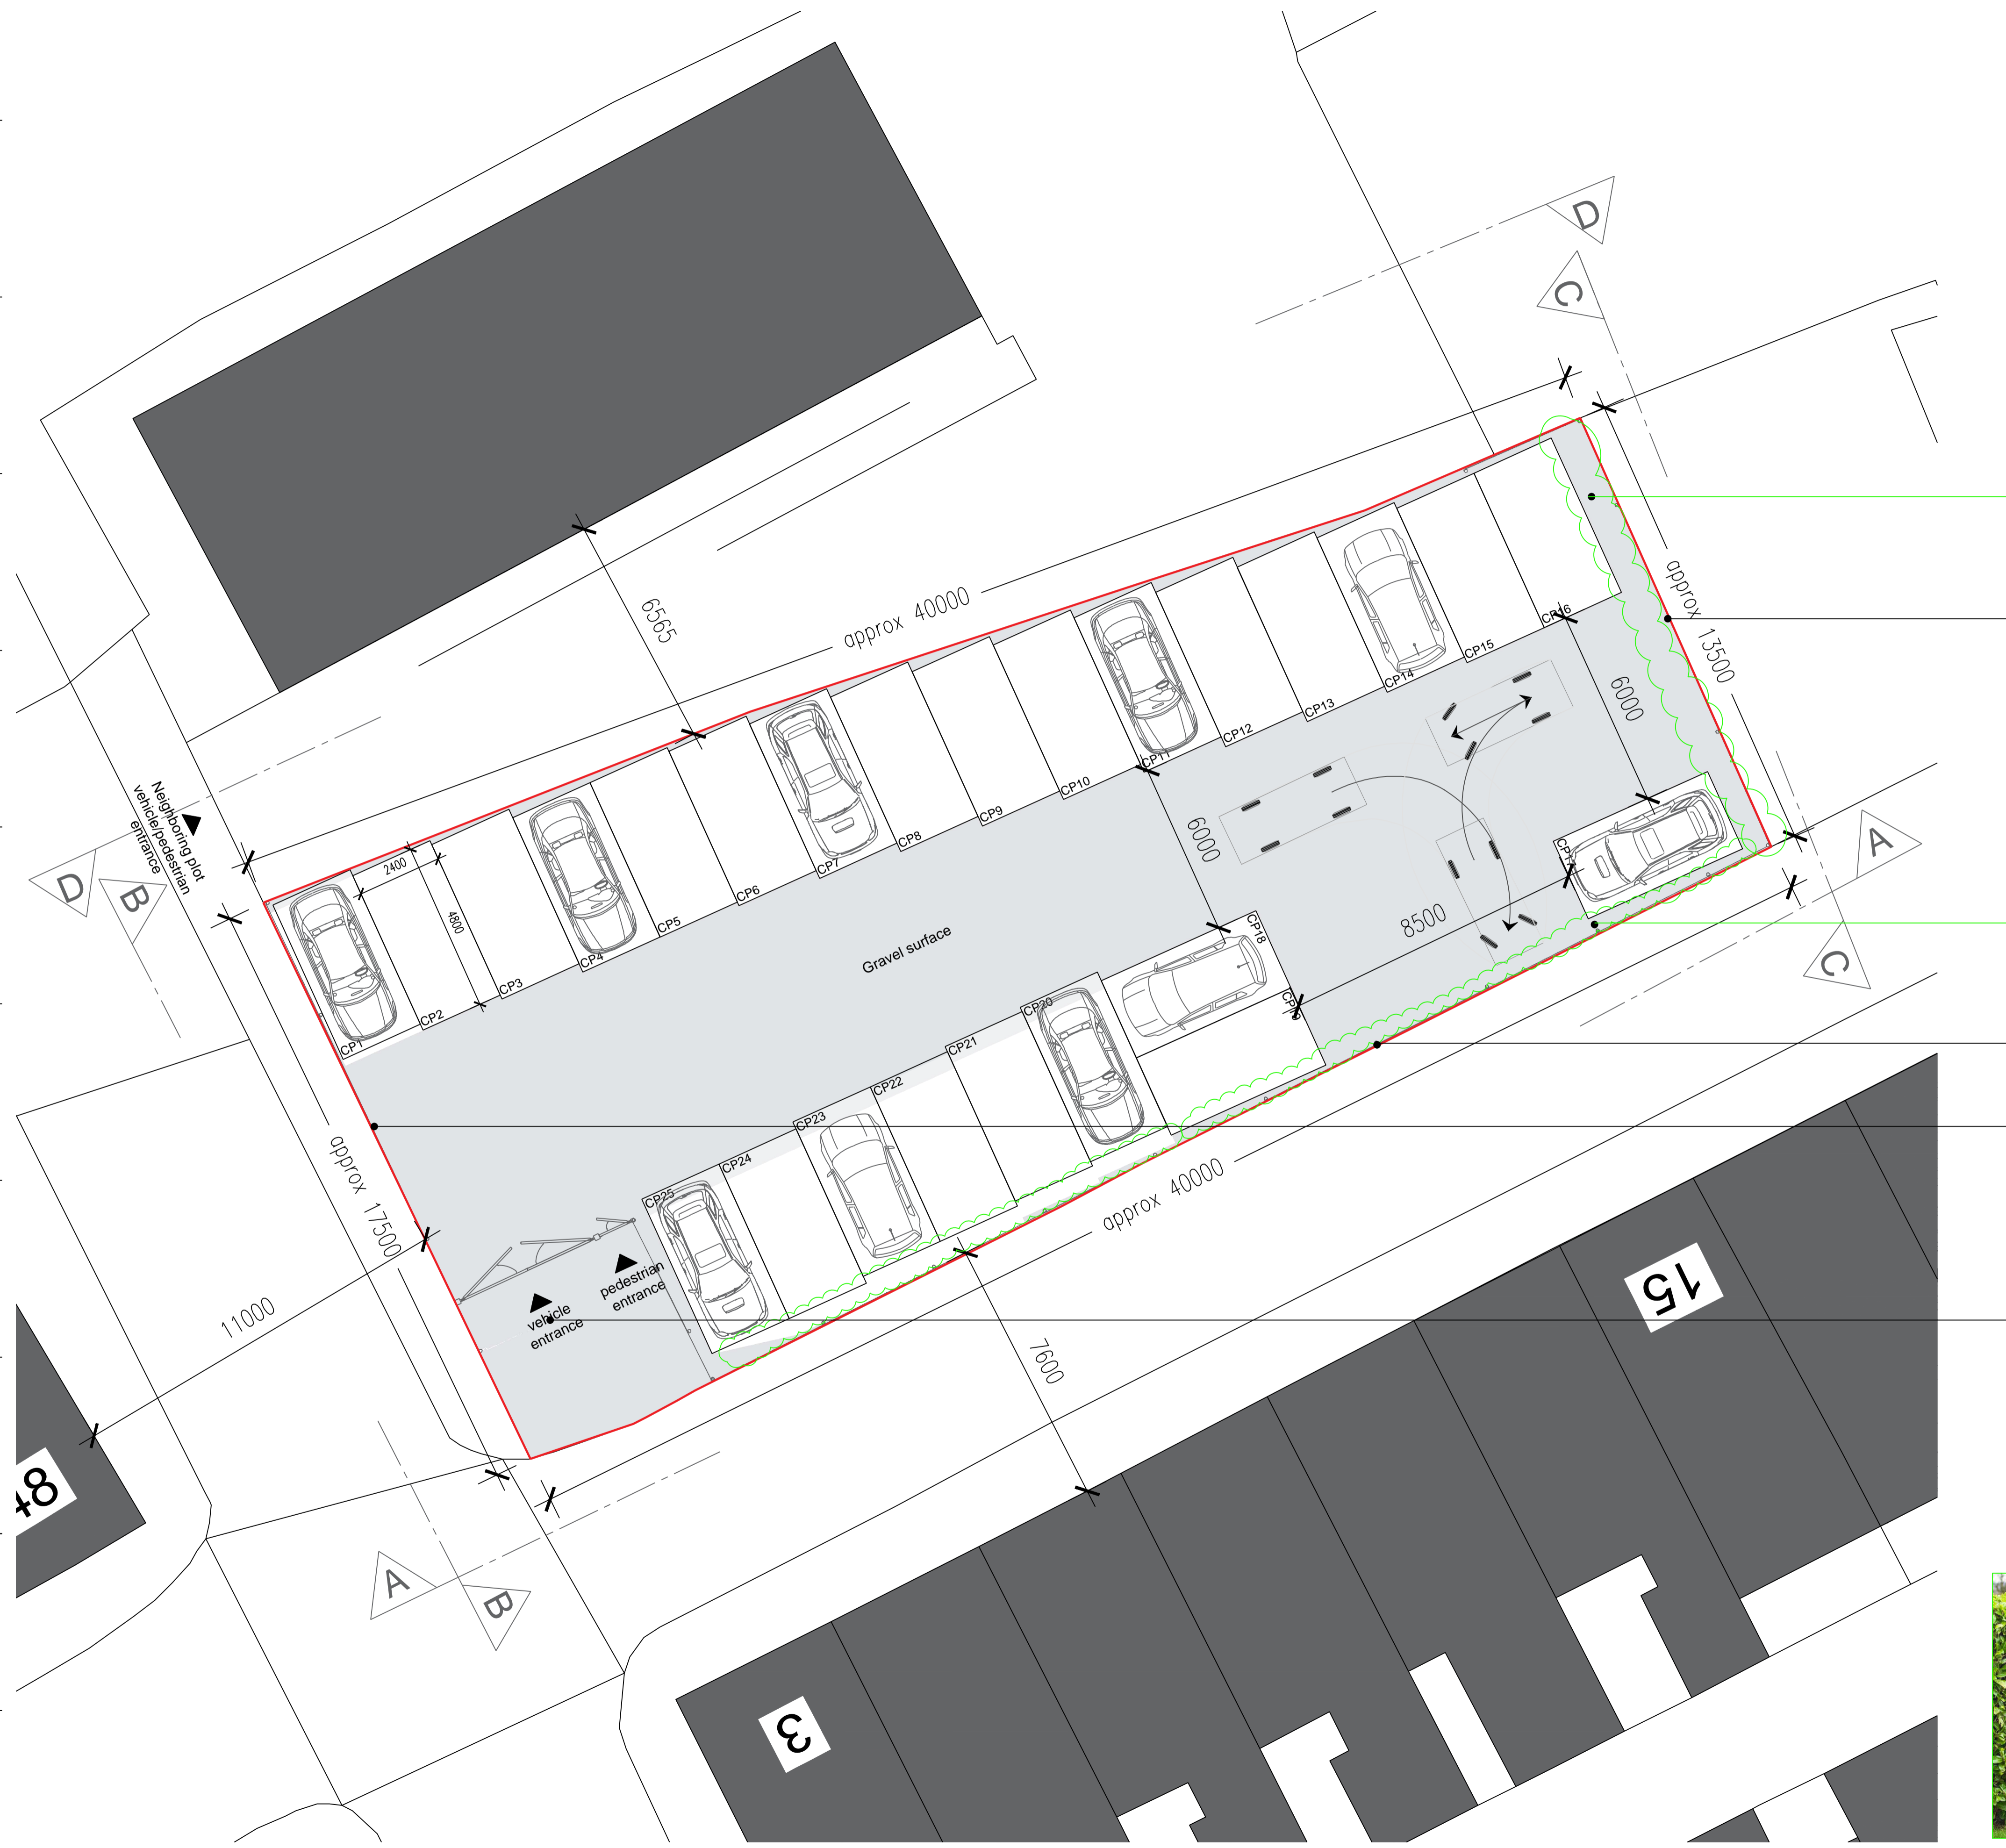 D
C
approx 40000
6565
approx 13500
Neighboring plot
vehicle/pedestrian
entrance
D
B
2400
4800
CP1
CP2
CP3
CP4
CP5
CP6
CP7
CP8
CP9
CP10
CP11
CP12
CP13
CP14
CP15
CP16
6000
6000
CP17
A
C
8500
Gravel surface
CP18
CP19
CP20
CP21
CP22
CP23
CP24
CP25
approx 17500
11000
pedestrian
entrance
vehicle
entrance
approx 40000
7600
15
48
A
B
3